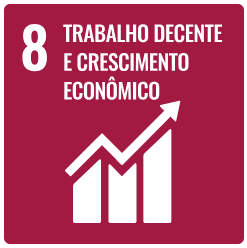 8 TRABALHO DECENTE
E CRESCIMENTO
ECONÔMICO